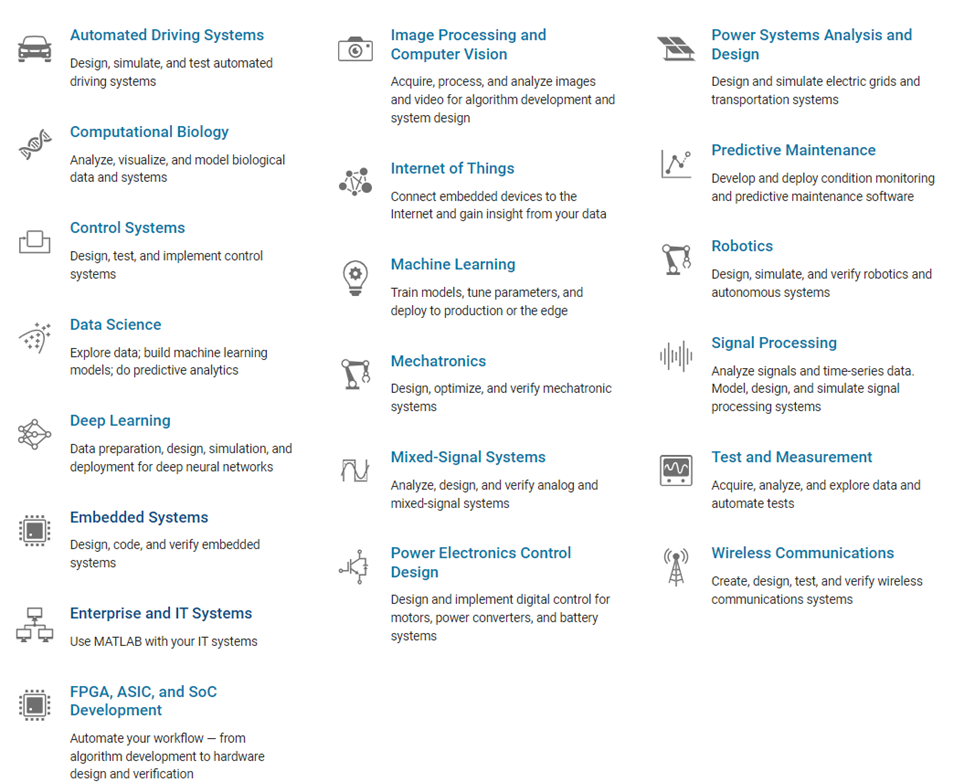 Automated Driving Systems
Design, simulate, and test automated
driving systems
Computational Biology
Analyze, visualize, and model biological
data and systems
Control Systems
Design, test, and implement control
systems
Data Science
Explore data; build machine learning
models; do predictive analytics
Deep Learning
Data preparation, design, simulation, and
deployment for deep neural networks
Embedded Systems
Design, code, and verify embedded
systems
Enterprise and IT Systems
Use MATLAB with your IT systems
FPGA, ASIC, and SoC
Development
Automate your workflow — from
algorithm development to hardware
design and verification
Image Processing and
Computer Vision
Acquire, process, and analyze images
and video for algorithm development and
system design
Internet of Things
Connect embedded devices to the
Internet and gain insight from your data
Machine Learning
Train models, tune parameters, and
deploy to production or the edge
Mechatronics
Design, optimize, and verify mechatronic
systems
Mixed-Signal Systems
Analyze, design, and verify analog and
mixed-signal systems
Power Electronics Control
Design
Design and implement digital control for
motors, power converters, and battery
systems
Power Systems Analysis and
Design
Design and simulate electric grids and
transportation systems
Predictive Maintenance
Develop and deploy condition monitoring
and predictive maintenance software
Robotics
Design, simulate, and verify robotics and
autonomous systems
Signal Processing
Analyze signals and time-series data.
Model, design, and simulate signal
processing systems
Test and Measurement
Acquire, analyze, and explore data and
automate tests
Wireless Communications
Create, design, test, and verify wireless
communications systems